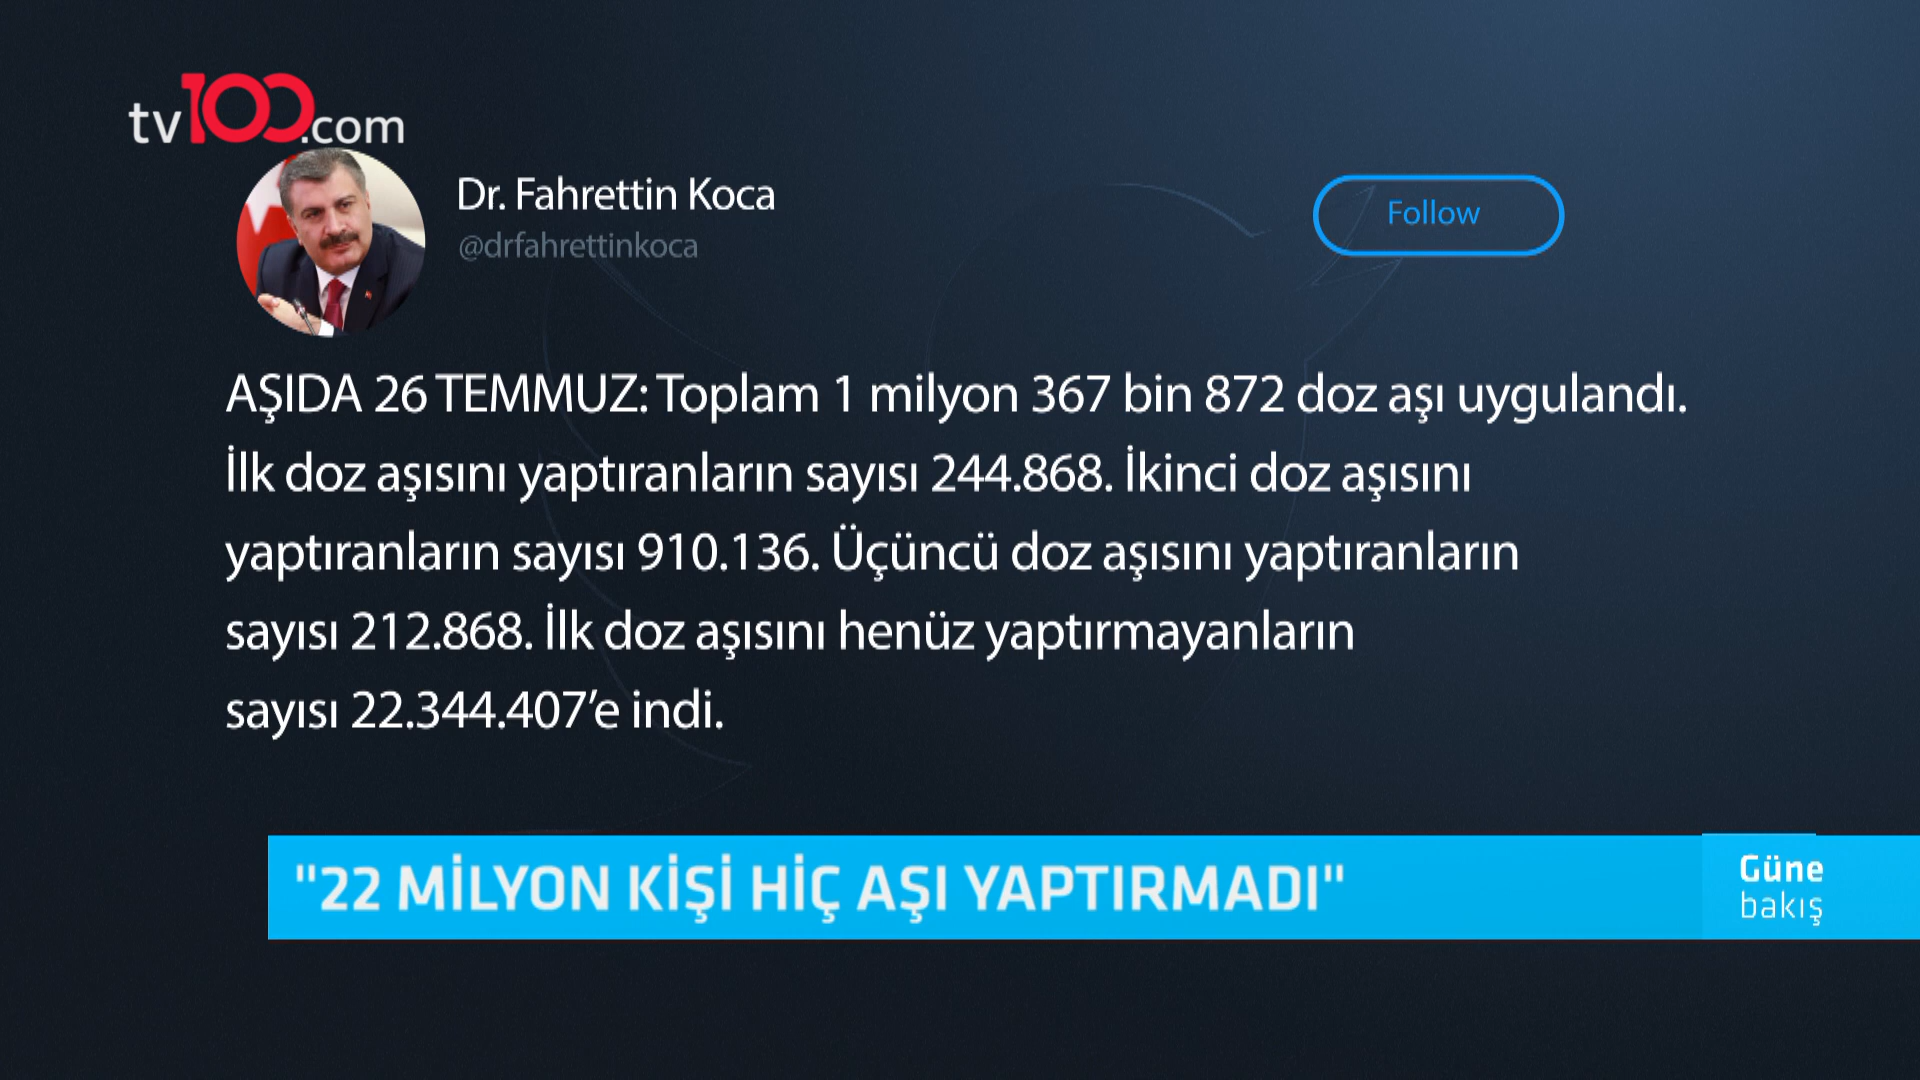 tv100.com
Dr. Fahrettin Koca
@drfahrettinkoca
Follow
AŞIDA 26 TEMMUZ: Toplam 1 milyon 367 bin 872 doz aşı uygulandı.
İlk doz aşısını yaptıranların sayısı 244.868. İkinci doz aşısını
yaptıranların sayısı 910.136. Üçüncü doz aşısını yaptıranların
sayısı 212.868. İlk doz aşısını henüz yaptırmayanların
sayısı 22.344.407’e indi.
"22 MİLYON KİŞİ HİÇ AŞI YAPTIRMADI"
Güne
bakış